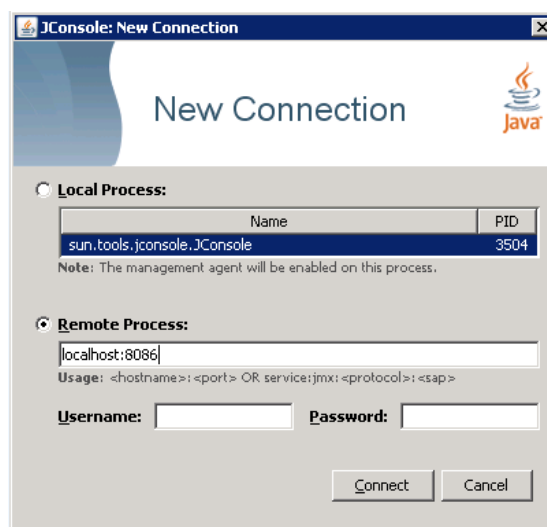 JConsole: New Connection
New Connection
Java
Local Process:
Name PID
sun.tools.jconsole.JConsole 3504
Note: The management agent will be enabled on this process.
Remote Process:
localhost:8086
Usage: <hostname>:<port> OR service:jmx:<protocol>:<sap>
Username: Password:
Connect Cancel